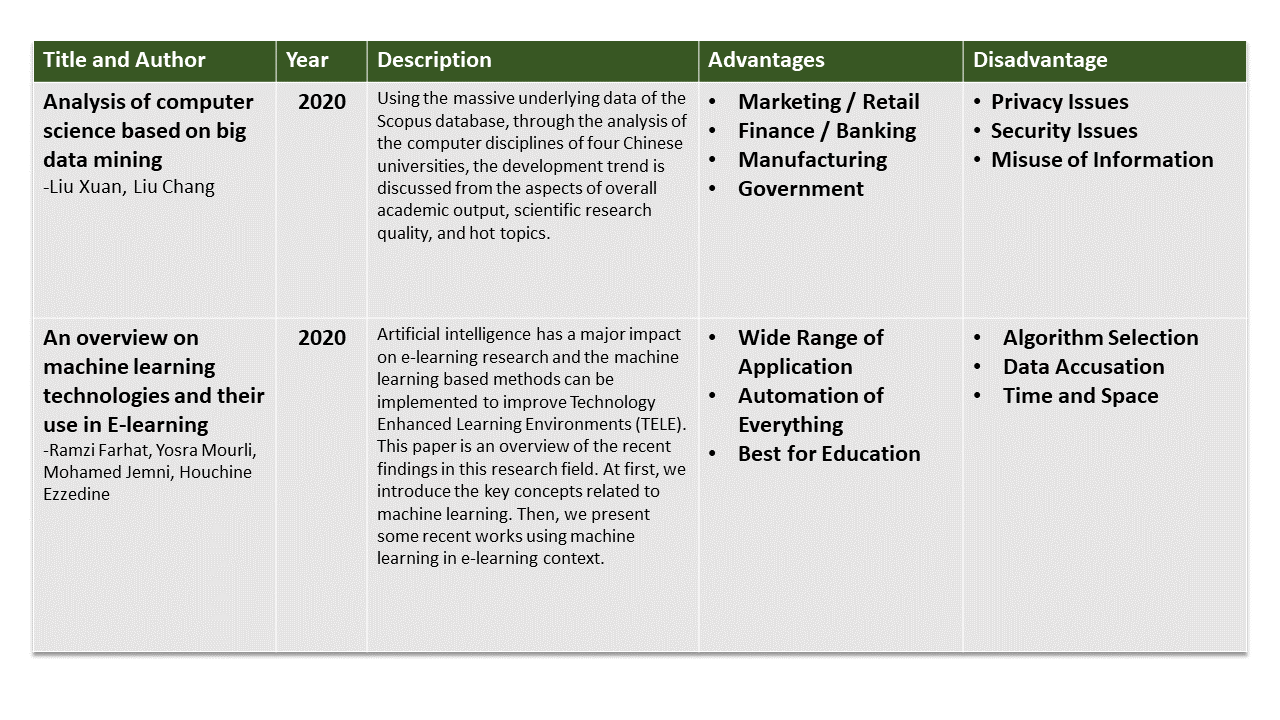 Title and Author
Year
Description
Advantages
Disadvantage
Analysis of computer
science based on big
data mining
-Liu Xuan, Liu Chang
2020
Using the massive underlying data of the
Scopus database, through the analysis of
the computer disciplines of four Chinese
universities, the development trend is
discussed from the aspects of overall
academic output, scientific research
quality, and hot topics.
• Marketing / Retail
• Finance / Banking
• Manufacturing
• Government
• Privacy Issues
• Security Issues
• Misuse of Information
An overview on
machine learning
technologies and their
use in E-learning
-Ramzi Farhat, Yosra Mourli,
Mohamed Jemni, Houchine
Ezzedine
2020
Artificial intelligence has a major impact
on e-learning research and the machine
learning based methods can be
implemented to improve Technology
Enhanced Learning Environments (TELE).
This paper is an overview of the recent
findings in this research field. At first, we
introduce the key concepts related to
machine learning. Then, we present
some recent works using machine
learning in e-learning context.
• Wide Range of
Application
• Automation of
Everything
• Best for Education
• Algorithm Selection
• Data Accusation
• Time and Space